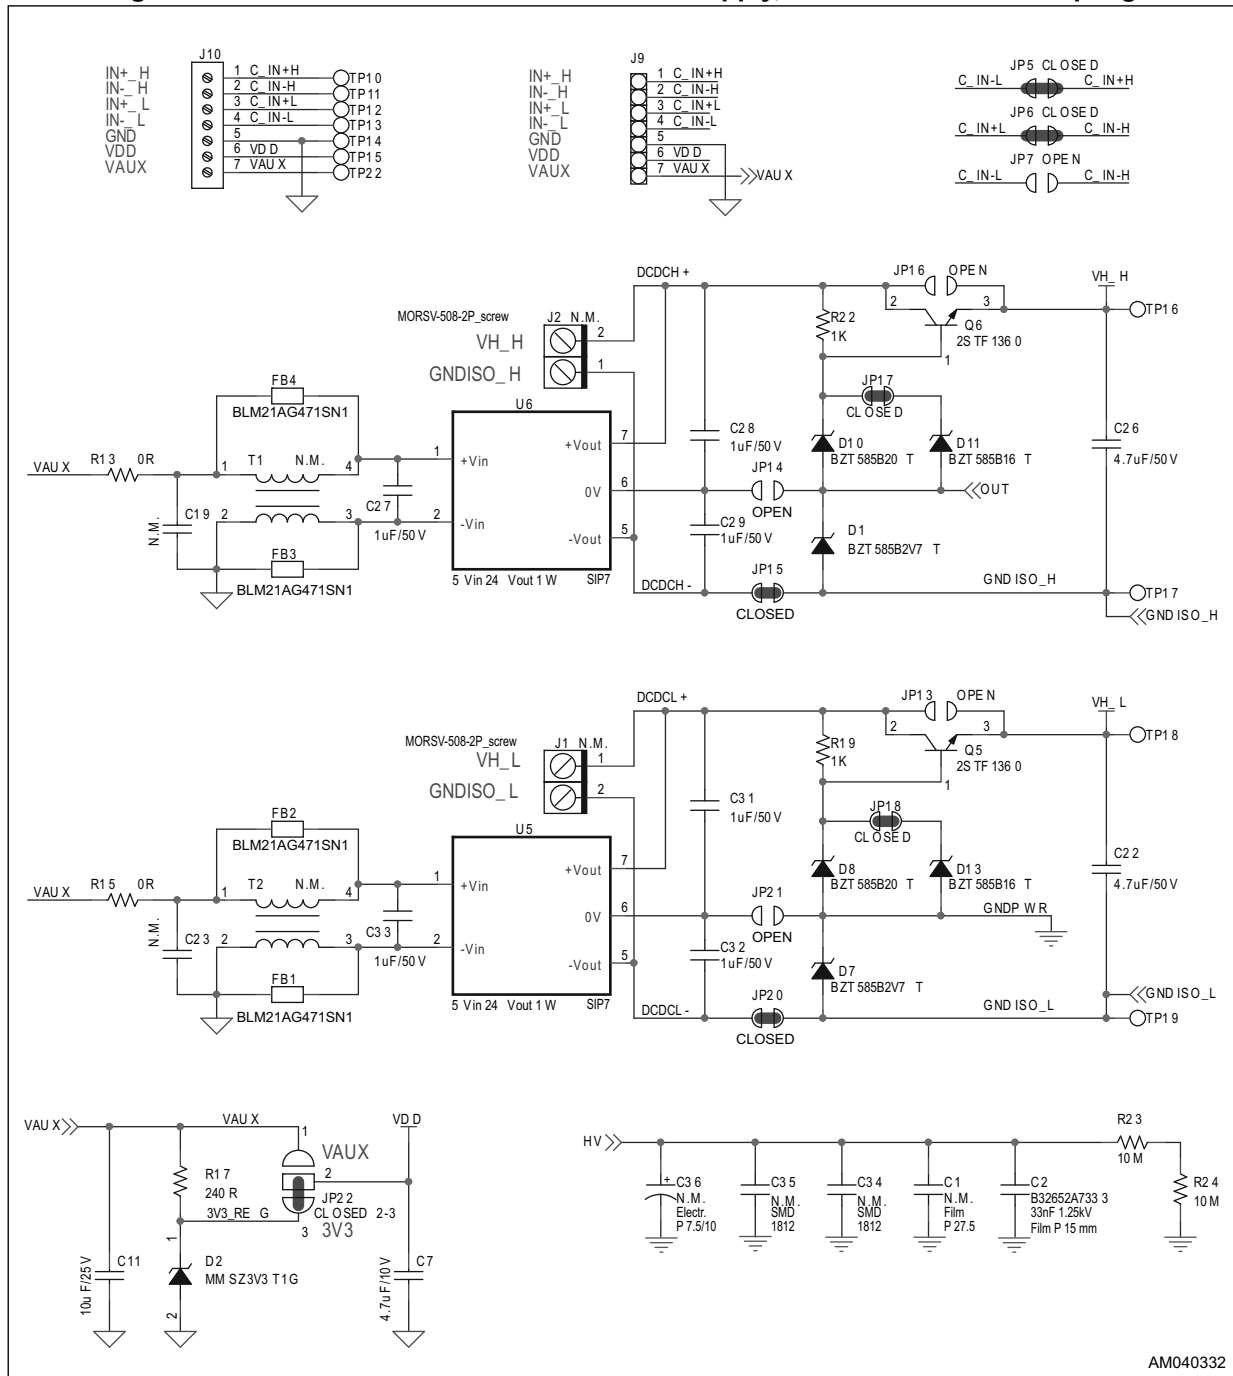 J10
IN+_H
IN-_H
IN+_L
IN-_L
GND
VDD
VAUX
1 C_IN+H TP10
2 C_IN-H TP11
3 C_IN+L TP12
4 C_IN-L TP13
5 TP14
6 VDD TP15
7 VAUX TP22
J9
IN+_H
IN-_H
IN+_L
IN-_L
GND
VDD
VAUX
1 C_IN+H
2 C_IN-H
3 C_IN+L
4 C_IN-L
5
6 VDD
7 VAUX VAUX
JP5 CLOSED
C_IN-L C_IN+H
JP6 CLOSED
C_IN+L C_IN-H
JP7 OPEN
C_IN-L C_IN-H
DCDCH +
JP16 OPEN
VH_H
2 3
TP16
MORSV-508-2P_screw
J2 N.M.
VH_H
2
GNDISO_H
1
R22
1K
Q6
2STF1360
1
FB4
BLM21AG471SN1
U6
JP17
CLOSED
7
+Vout
C28
1uF/50V
D10
BZT585B20 T
D11
BZT585B16 T
C26
4.7uF/50V
VAUX
R13 0R
1 T1 N.M. 4
1
+Vin
C27
1uF/50V
0V
6
JP14
OPEN
OUT
C19
N.M.
2 3
2
-Vin
C29
1uF/50V
D1
BZT585B2V7 T
-Vout
5
FB3
BLM21AG471SN1
5Vin 24Vout 1W SIP7
DCDCH -
JP15
CLOSED
GNDISO_H
TP17
GNDISO_H
DCDCL +
JP13 OPEN
VH_L
2 3
TP18
MORSV-508-2P_screw
J1 N.M.
VH_L
1
GNDISO_L
2
R19
1K
Q5
2STF1360
1
FB2
BLM21AG471SN1
U5
JP18
CLOSED
C31
1uF/50V
7
+Vout
D8
BZT585B20 T
D13
BZT585B16 T
C22
4.7uF/50V
VAUX
R15 0R
1 T2 N.M. 4
1
+Vin
C33
1uF/50V
0V
6
JP21
OPEN
GNDPWR
C23
N.M.
2 3
2
-Vin
C32
1uF/50V
D7
BZT585B2V7 T
-Vout
5
FB1
BLM21AG471SN1
5Vin 24Vout 1W SIP7
DCDCL -
JP20
CLOSED
GNDISO_L
GNDISO_L
TP19
VAUX VAUX
VDD
1
VAUX
2
R17
240R
JP22
CLOSED 2-3
3V3_REG
3
3V3
1
D2
MMSZ3V3T1G
2
C11
10uF/25V
C7
4.7uF/10V
HV
R23
10M
R24
10M
+ C36
N.M.
Electr.
P 7.5/10
C35
N.M.
SMD
1812
C34
N.M.
SMD
1812
C1
N.M.
Film
P 27.5
C2
B32652A7333
33nF 1.25kV
Film P 15 mm
AM040332